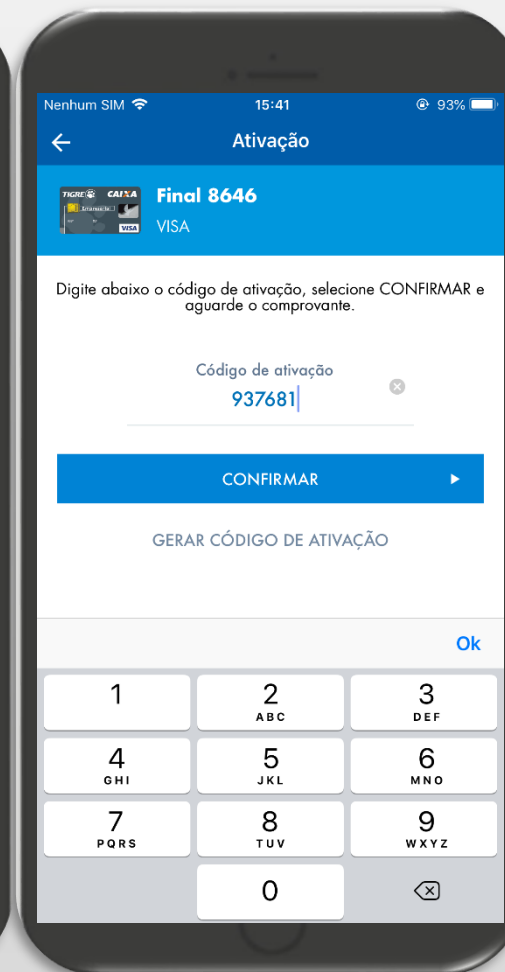 Nenhum SIM 15:41 93%
Ativação
TIGRE CAIXA
VISA
Final 8646
VISA
Digite abaixo o código de ativação, selecione CONFIRMAR e
aguarde o comprovante.
Código de ativação
937681
CONFIRMAR
GERAR CÓDIGO DE ATIVAÇÃO
Ok
1 2 3
ABC DEF
4 5 6
GHI JKL MNO
7 8 9
PQRS TUV WXYZ
0